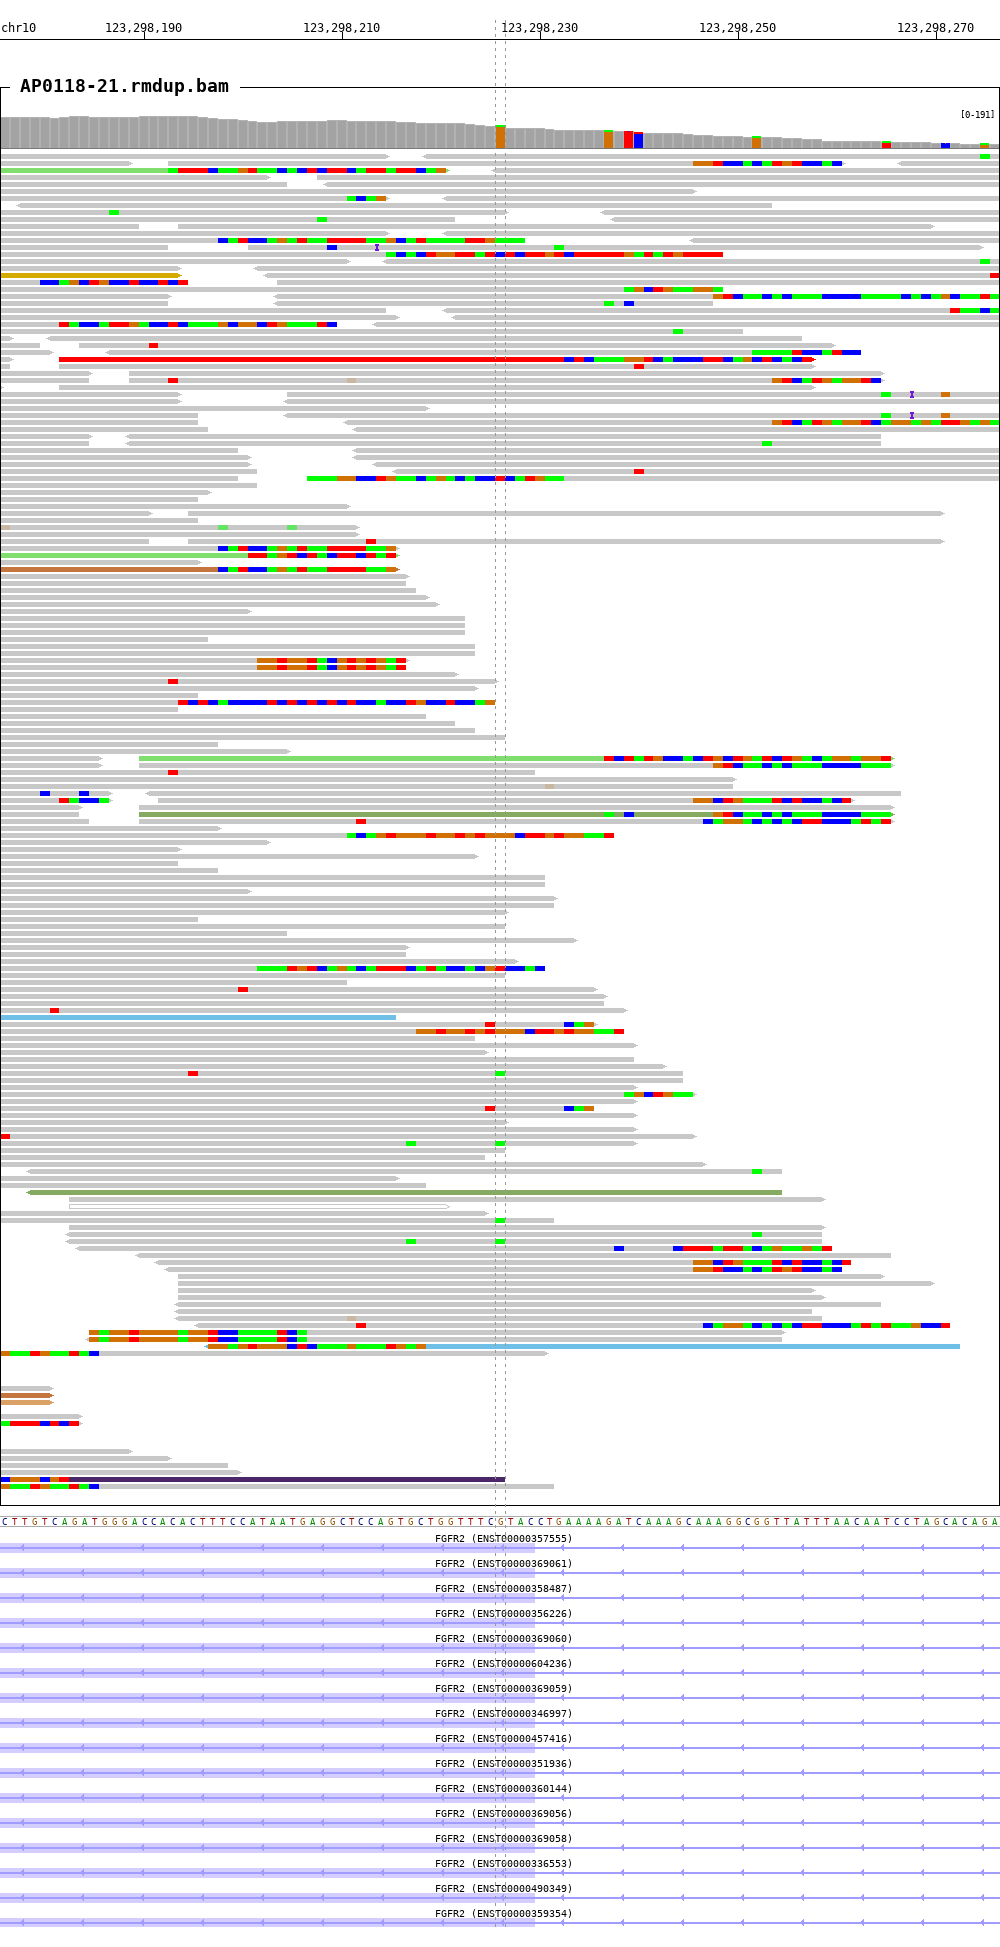 chr10 123,298,190 123,298,210 123,298,230 123,298,250 123,298,270
AP0118-21.rmdup.bam
[0-191]
I
I
I
CTTGTCAGATGGGACCACACTTTCCATAATGAGGCTCCAGTGCTGGTTTCGTACCTGAAAAGATCAAAGCAAAGGCGGTTATTTAACAATCCTAGCACAGA
FGFR2 (ENST00000357555)
FGFR2 (ENST00000369061)
FGFR2 (ENST00000358487)
FGFR2 (ENST00000356226)
FGFR2 (ENST00000369060)
FGFR2 (ENST00000604236)
FGFR2 (ENST00000369059)
FGFR2 (ENST00000346997)
FGFR2 (ENST00000457416)
FGFR2 (ENST00000351936)
FGFR2 (ENST00000360144)
FGFR2 (ENST00000369056)
FGFR2 (ENST00000369058)
FGFR2 (ENST00000336553)
FGFR2 (ENST00000490349)
FGFR2 (ENST00000359354)